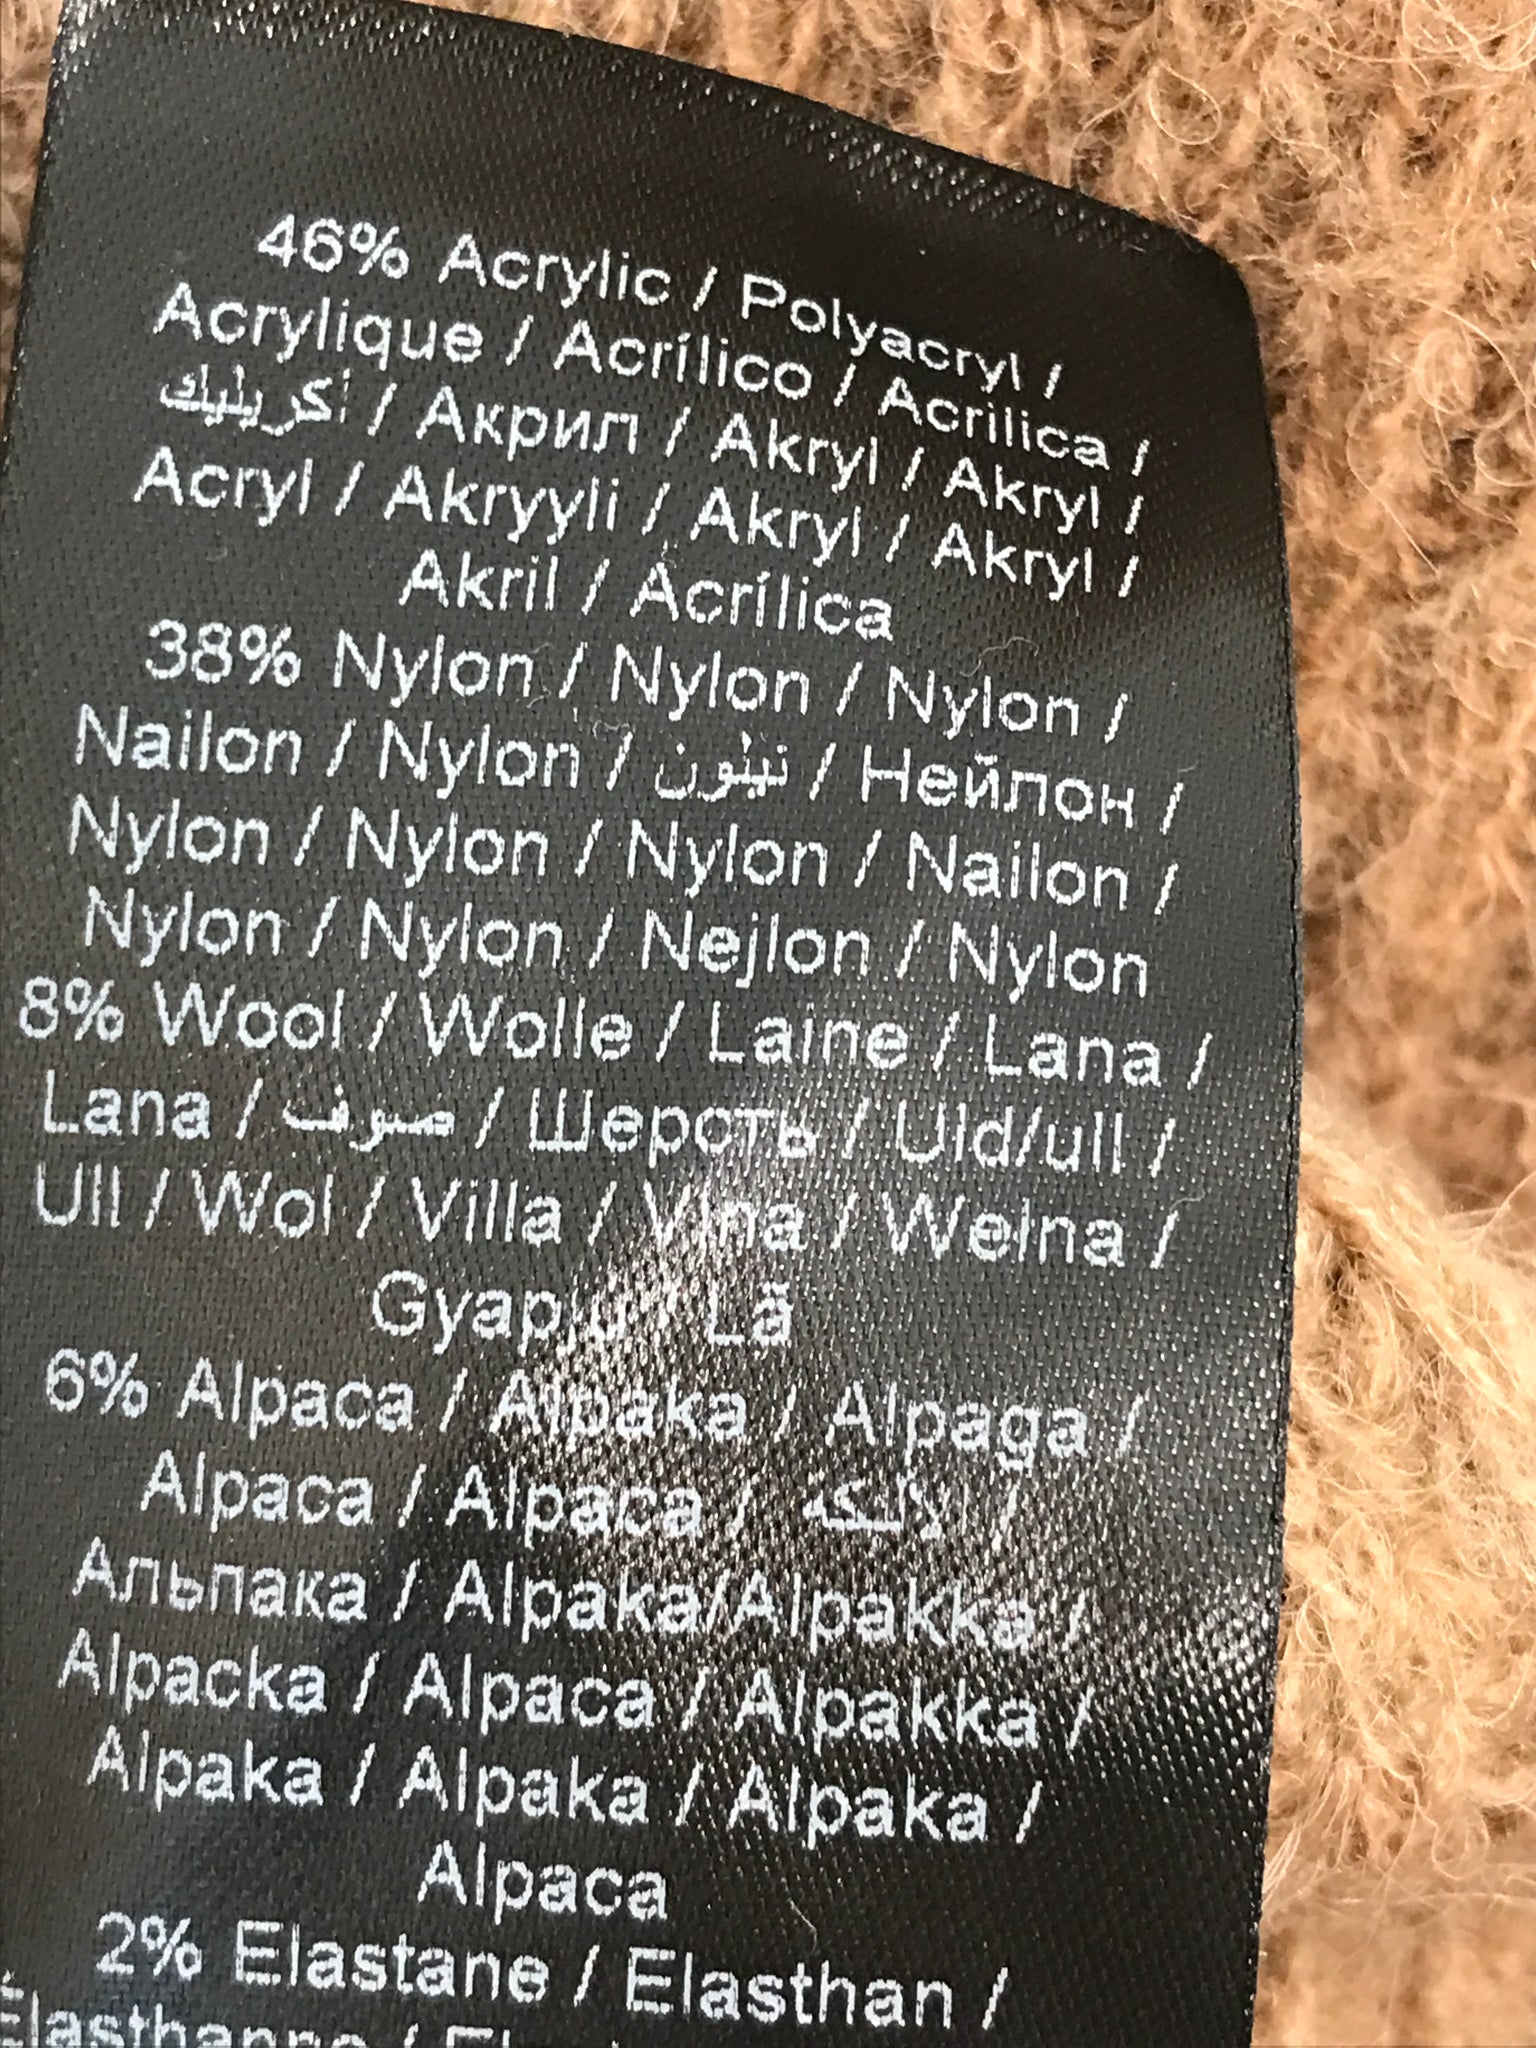 46% Acrylic / Polyacryl /
Acrylique / Acrílico / Acrilica /
أكريليك / Акрил / Akryl / Akryl /
Acryl / Akryyli / Akryl / Akryl /
Akril / Acrílica
38% Nylon / Nylon / Nylon /
Nailon / Nylon / نيلون / Нейлон /
Nylon / Nylon / Nylon / Nailon /
Nylon / Nylon / Nejlon / Nylon
8% Wool / Wolle / Laine / Lana /
Lana / صوف / Шерсть / Uld/ull /
Ull / Wol / Villa / Vlna / Wełna /
Gyapjú / Lã
6% Alpaca / Alpaka / Alpaga /
Alpaca / Alpaca / /
Альпака / Alpaka/Alpakka /
Alpacka / Alpaca / Alpakka /
Alpaka / Alpaka / Alpaka /
Alpaca
2% Elastane / Elasthan /
Elasthanne /